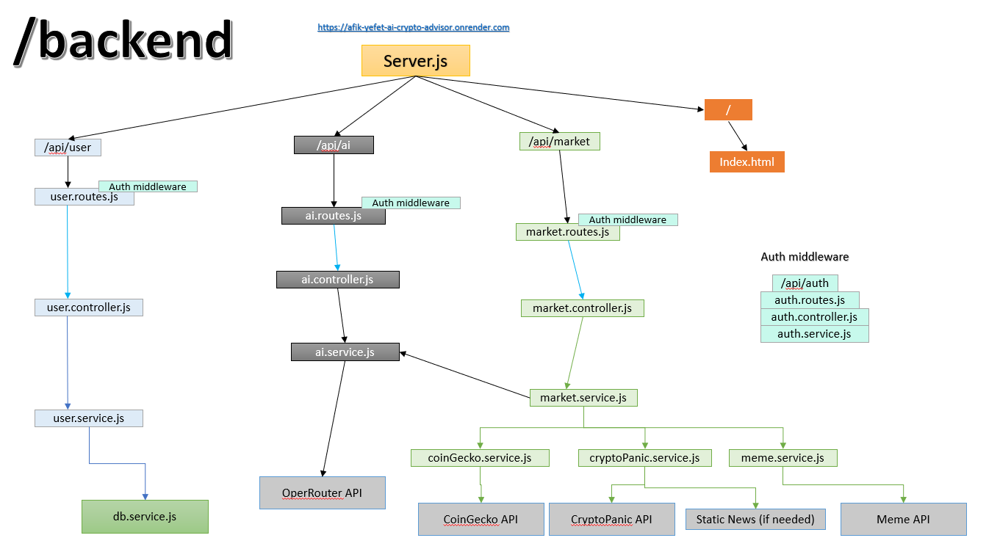 /backend
https://afik-yefet-ai-crypto-advisor.onrender.com
Server.js
/
/api/user
/api/ai
/api/market
Index.html
Auth middleware
user.routes.js
Auth middleware
ai.routes.js
Auth middleware
market.routes.js
Auth middleware
/api/auth
auth.routes.js
auth.controller.js
auth.service.js
ai.controller.js
user.controller.js
market.controller.js
ai.service.js
market.service.js
user.service.js
coinGecko.service.js
cryptoPanic.service.js
meme.service.js
OperRouter API
db.service.js
CoinGecko API
CryptoPanic API
Static News (if needed)
Meme API